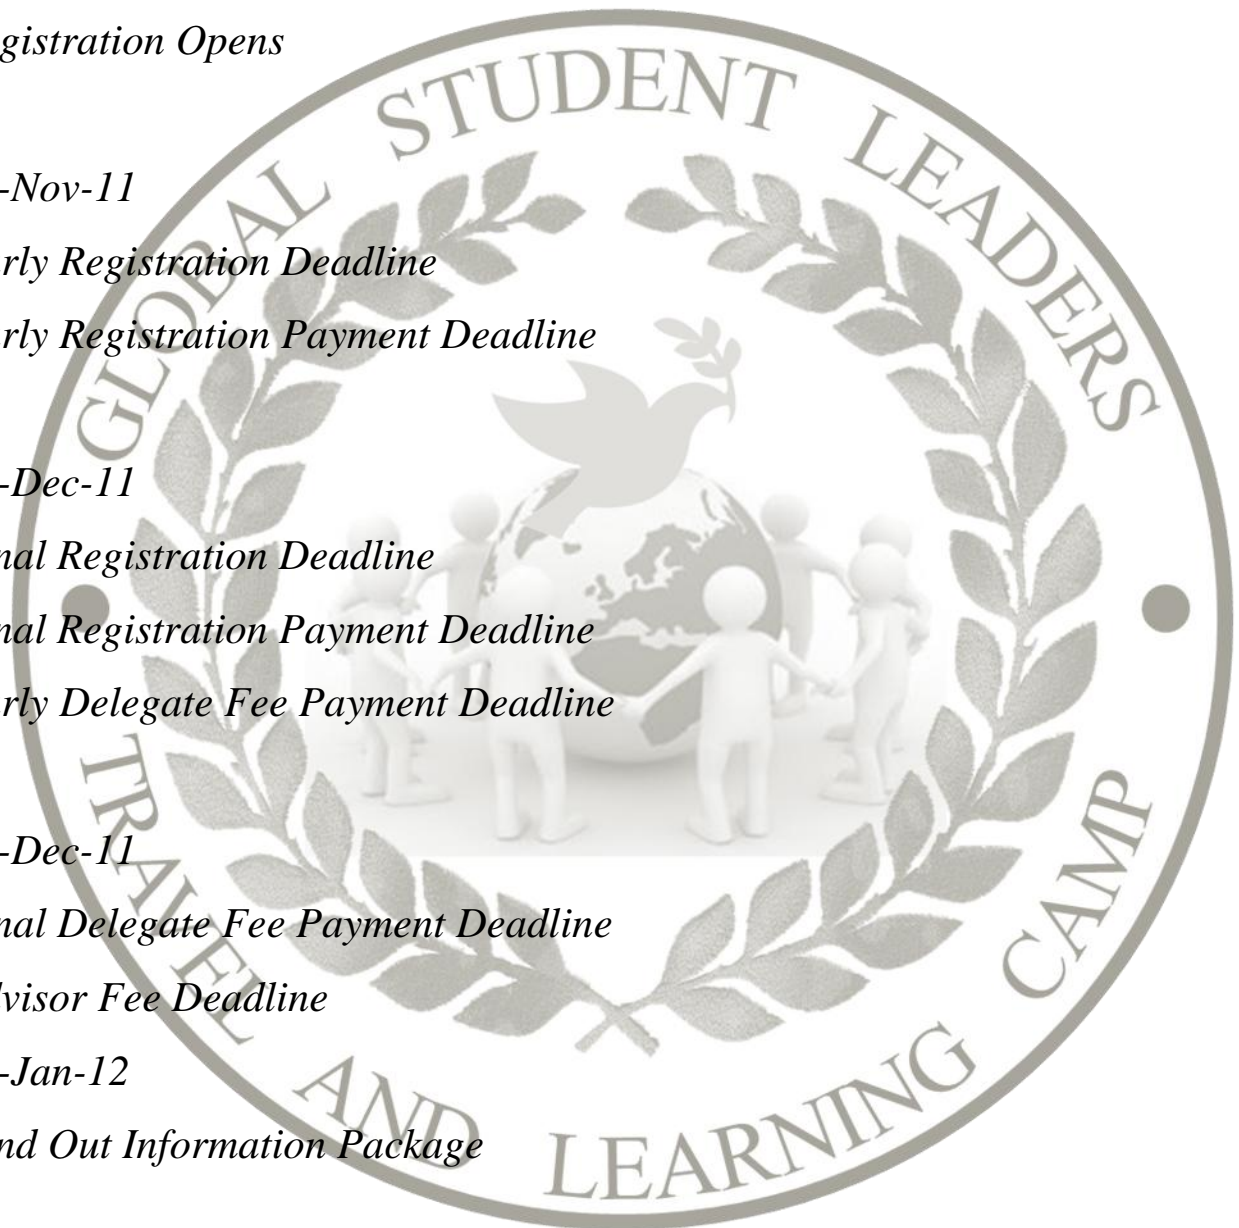 gistration Opens
-Nov-11
rly Registration Deadline
rly Registration Payment Deadline
-Dec-11
nal Registration Deadline
nal Registration Payment Deadline
rly Delegate Fee Payment Deadline
-Dec-11
nal Delegate Fee Payment Deadline
lvisor Fee Deadline
-Jan-12
nd Out Information Package
GLOBAL STUDENT LEADERS
TRAVEL AND LEARNING CAMP